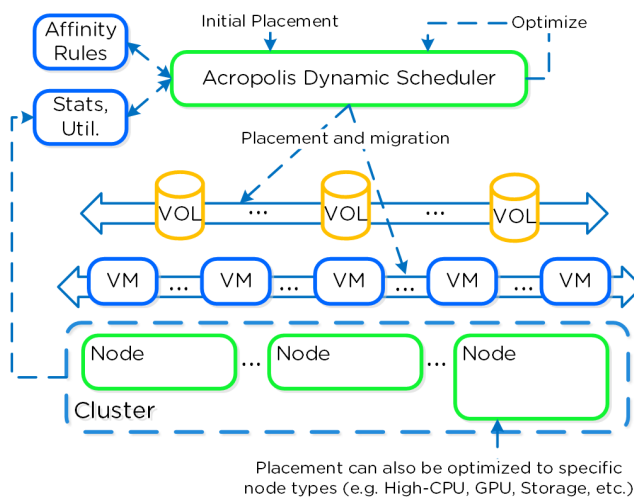 Initial Placement
Optimize
Affinity
Rules
Acropolis Dynamic Scheduler
Stats,
Util.
Placement and migration
VOL ... VOL ... VOL
VM ... VM ... VM ... VM ... VM
Node ... Node ... Node
Cluster
Placement can also be optimized to specific
node types (e.g. High-CPU, GPU, Storage, etc.)